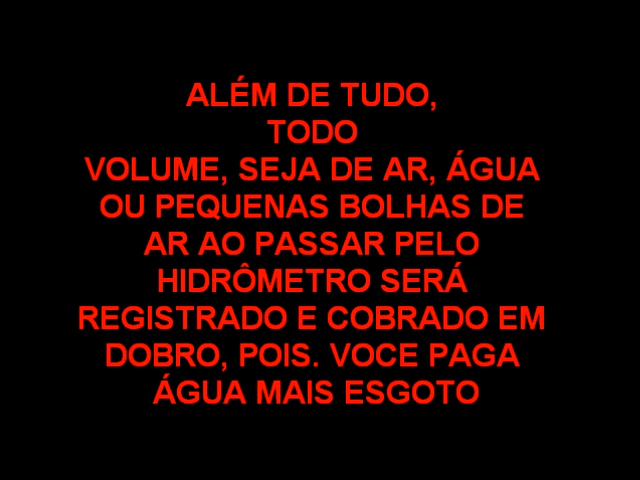 ALÉM DE TUDO,
TODO
VOLUME, SEJA DE AR, ÁGUA
OU PEQUENAS BOLHAS DE
AR AO PASSAR PELO
HIDRÔMETRO SERÁ
REGISTRADO E COBRADO EM
DOBRO, POIS. VOCE PAGA
ÁGUA MAIS ESGOTO